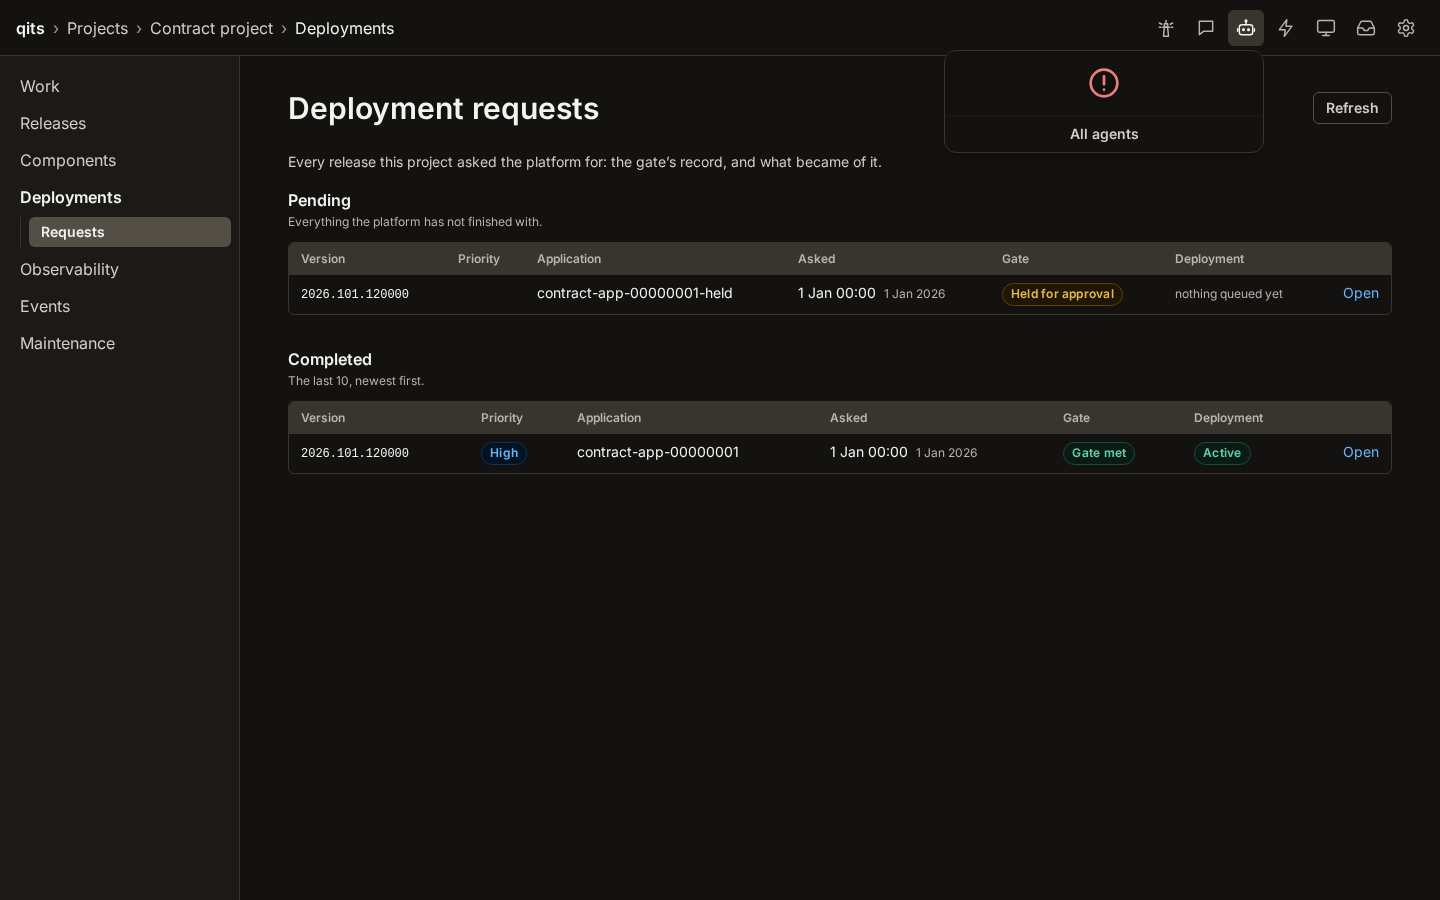 qits › Projects › Contract project › Deployments
Work
Releases
Components
Deployments
Requests
Observability
Events
Maintenance
All agents
Deployment requests
Refresh
Every release this project asked the platform for: the gate’s record, and what became of it.
Pending
Everything the platform has not finished with.
Version Priority Application Asked Gate Deployment
2026.101.120000 contract-app-00000001-held 1 Jan 00:00 1 Jan 2026 Held for approval nothing queued yet Open
Completed
The last 10, newest first.
Version Priority Application Asked Gate Deployment
2026.101.120000 High contract-app-00000001 1 Jan 00:00 1 Jan 2026 Gate met Active Open